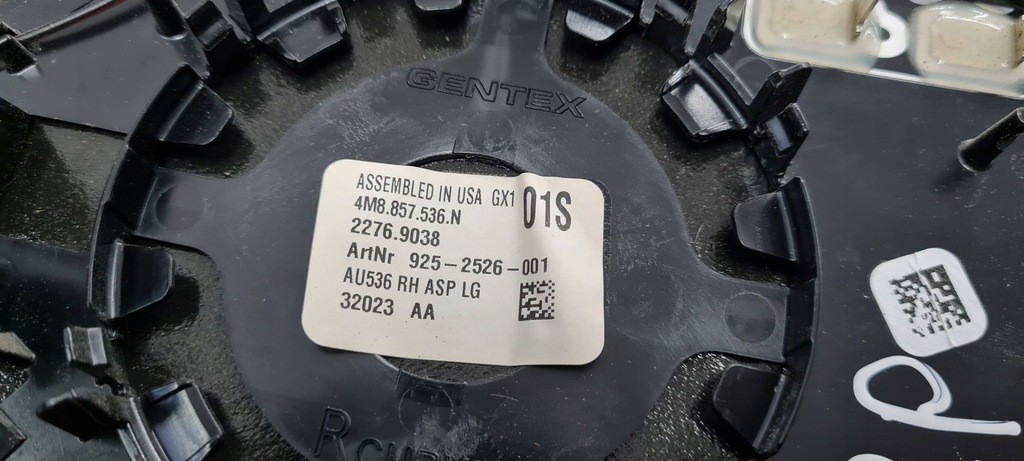 GENTEX
ASSEMBLED IN USA GX1 01S
4M8.857.536.N
2276.9038
ArtNr 925-2526-001
AU536 RH ASP LG
32023 AA